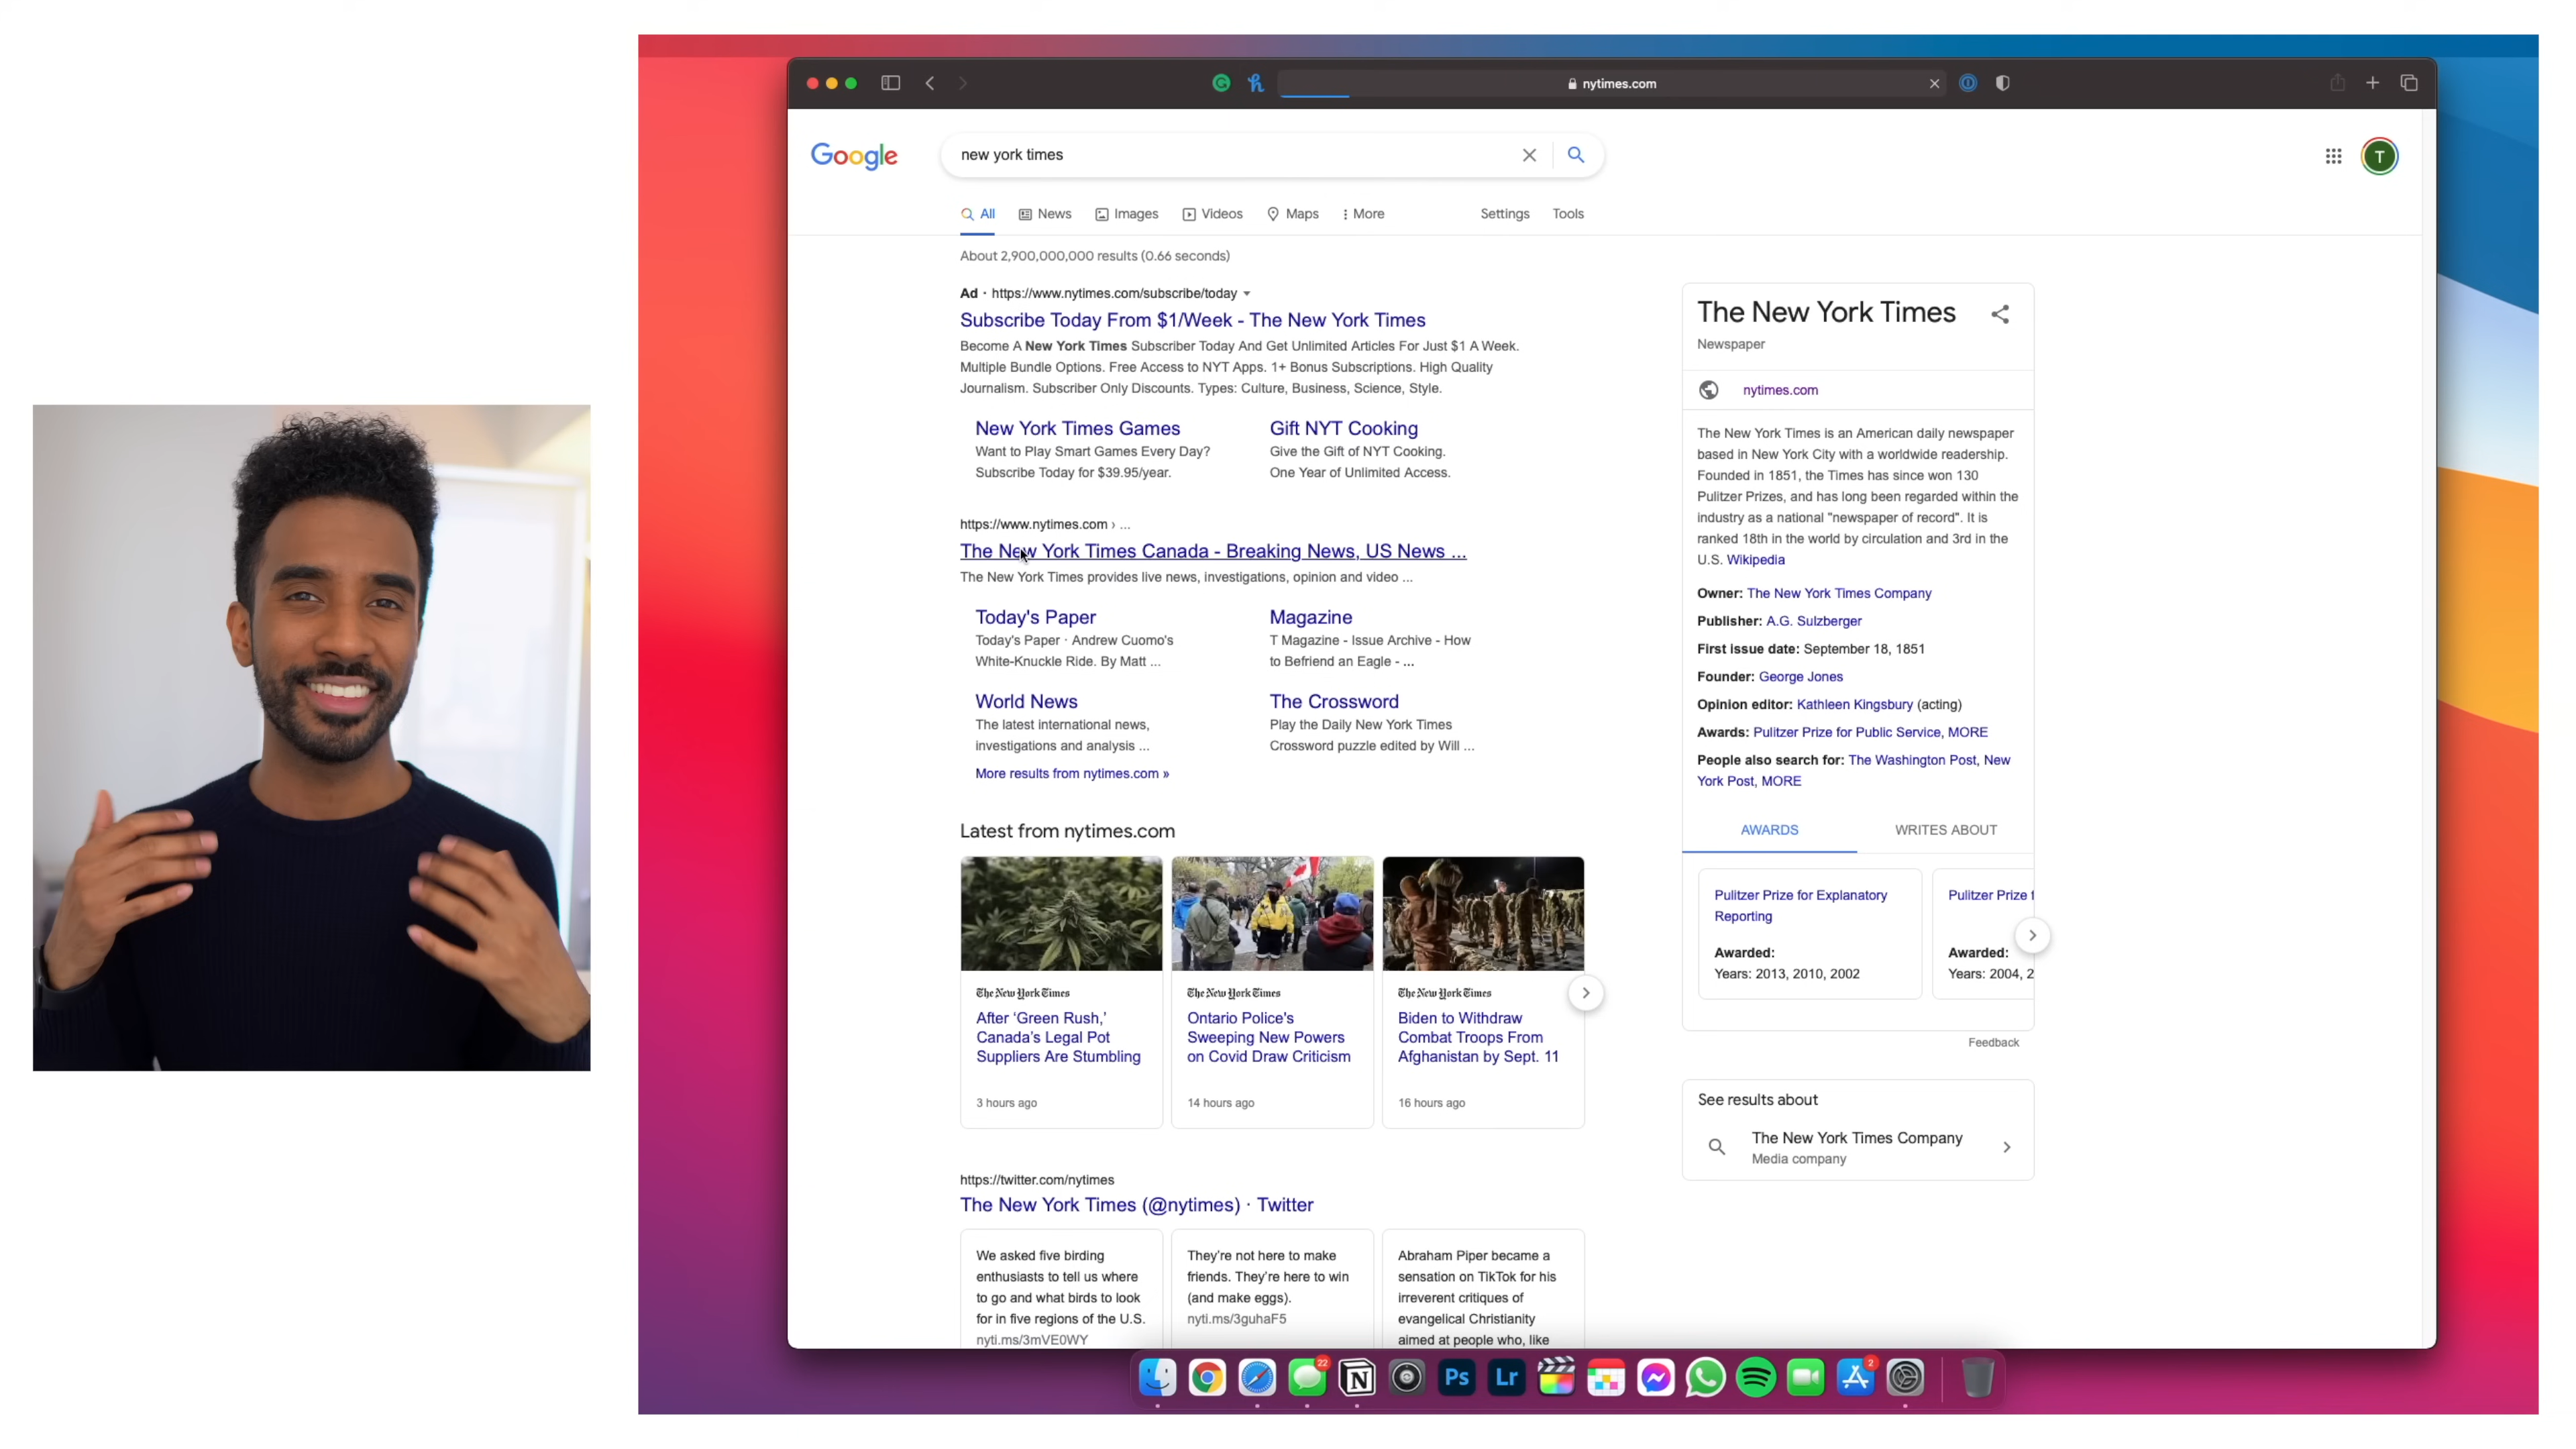 nytimes.com
Google
new york times
T
All News Images Videos Maps More Settings Tools
About 2,900,000,000 results (0.66 seconds)
Ad · https://www.nytimes.com/subscribe/today
Subscribe Today From $1/Week - The New York Times
Become A New York Times Subscriber Today And Get Unlimited Articles For Just $1 A Week.
Multiple Bundle Options. Free Access to NYT Apps. 1+ Bonus Subscriptions. High Quality
Journalism. Subscriber Only Discounts. Types: Culture, Business, Science, Style.
New York Times Games
Want to Play Smart Games Every Day?
Subscribe Today for $39.95/year.
Gift NYT Cooking
Give the Gift of NYT Cooking.
One Year of Unlimited Access.
https://www.nytimes.com › ...
The New York Times Canada - Breaking News, US News ...
The New York Times provides live news, investigations, opinion and video ...
Today's Paper
Today's Paper · Andrew Cuomo's
White-Knuckle Ride. By Matt ...
Magazine
T Magazine - Issue Archive - How
to Befriend an Eagle - ...
World News
The latest international news,
investigations and analysis ...
The Crossword
Play the Daily New York Times
Crossword puzzle edited by Will ...
More results from nytimes.com »
Latest from nytimes.com
The New York Times
After ‘Green Rush,’
Canada’s Legal Pot
Suppliers Are Stumbling
3 hours ago
The New York Times
Ontario Police's
Sweeping New Powers
on Covid Draw Criticism
14 hours ago
The New York Times
Biden to Withdraw
Combat Troops From
Afghanistan by Sept. 11
16 hours ago
https://twitter.com/nytimes
The New York Times (@nytimes) · Twitter
We asked five birding
enthusiasts to tell us where
to go and what birds to look
for in five regions of the U.S.
nyti.ms/3mVE0WY
They’re not here to make
friends. They’re here to win
(and make eggs).
nyti.ms/3guhaF5
Abraham Piper became a
sensation on TikTok for his
irreverent critiques of
evangelical Christianity
aimed at people who, like
The New York Times
Newspaper
nytimes.com
The New York Times is an American daily newspaper
based in New York City with a worldwide readership.
Founded in 1851, the Times has since won 130
Pulitzer Prizes, and has long been regarded within the
industry as a national "newspaper of record". It is
ranked 18th in the world by circulation and 3rd in the
U.S. Wikipedia
Owner: The New York Times Company
Publisher: A.G. Sulzberger
First issue date: September 18, 1851
Founder: George Jones
Opinion editor: Kathleen Kingsbury (acting)
Awards: Pulitzer Prize for Public Service, MORE
People also search for: The Washington Post, New
York Post, MORE
AWARDS WRITES ABOUT
Pulitzer Prize for Explanatory
Reporting
Awarded:
Years: 2013, 2010, 2002
Pulitzer Prize f
Awarded:
Years: 2004, 2
Feedback
See results about
The New York Times Company
Media company
22 N Ps Lr 2